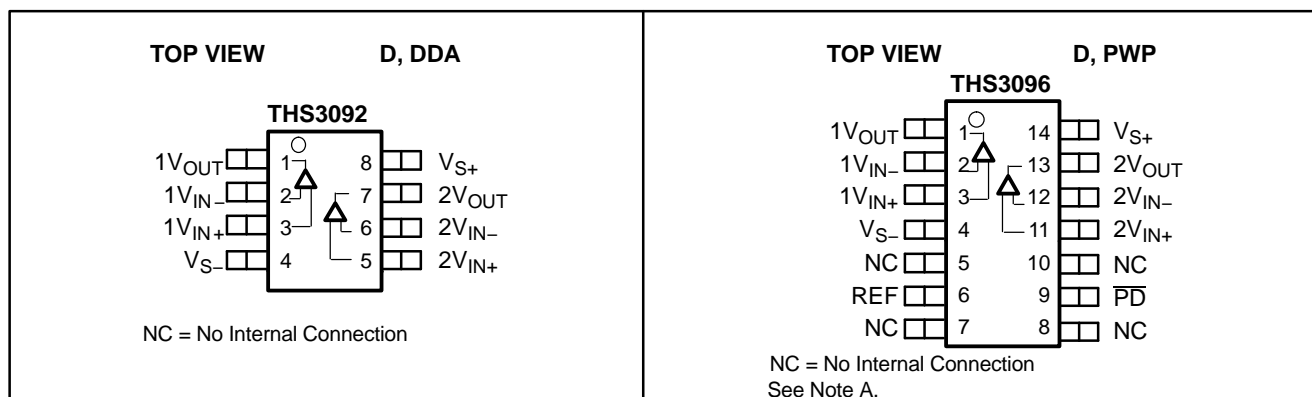 TOP VIEW D, DDA
THS3092
1VOUT 1 8 VS+
1VIN− 2 7 2VOUT
1VIN+ 3 6 2VIN−
VS− 4 5 2VIN+
NC = No Internal Connection
TOP VIEW D, PWP
THS3096
1VOUT 1 14 VS+
1VIN− 2 13 2VOUT
1VIN+ 3 12 2VIN−
VS− 4 11 2VIN+
NC 5 10 NC
REF 6 9 P̅D̅
NC 7 8 NC
NC = No Internal Connection
See Note A.